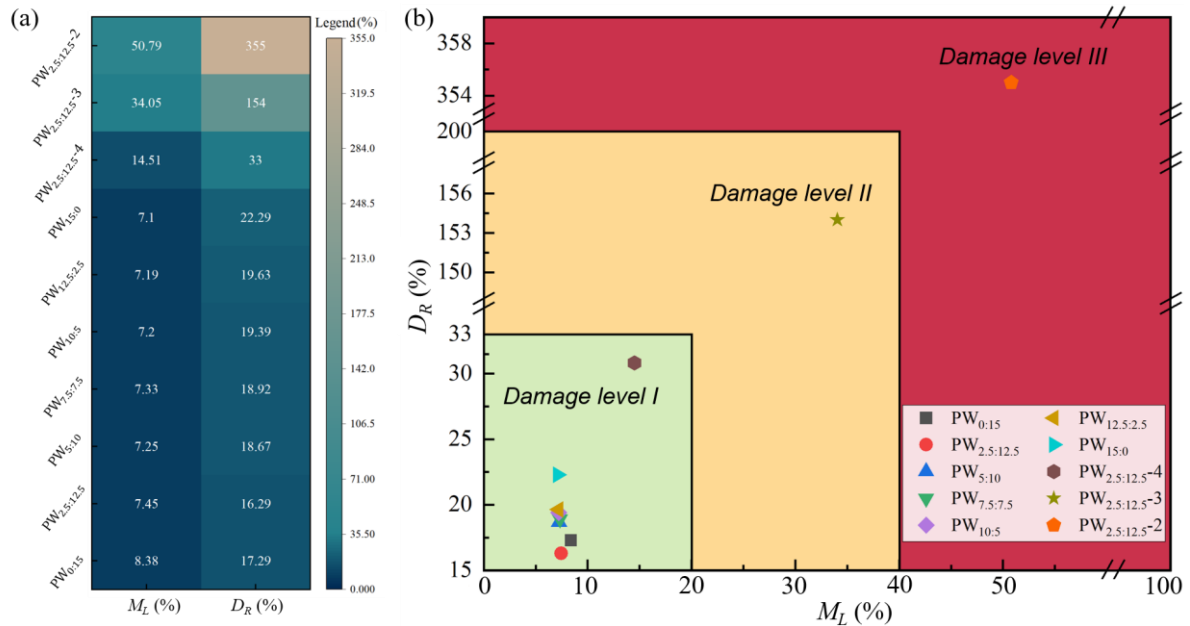 (a)
Legend (%)
PW2.5:12.5-2
50.79 355
PW2.5:12.5-3
34.05 154
PW2.5:12.5-4
14.51 33
PW15:0
7.1 22.29
PW12.5:2.5
7.19 19.63
PW10:5
7.2 19.39
PW7.5:7.5
7.33 18.92
PW5:10
7.25 18.67
PW2.5:12.5
7.45 16.29
PW0:15
8.38 17.29
ML (%) DR (%)
355.0
319.5
284.0
248.5
213.0
177.5
142.0
106.5
71.00
35.50
0.000
(b)
DR (%)
358
354
200
156
153
150
33
30
25
20
15
Damage level III
Damage level II
Damage level I
PW0:15 PW12.5:2.5
PW2.5:12.5 PW15:0
PW5:10 PW2.5:12.5-4
PW7.5:7.5 PW2.5:12.5-3
PW10:5 PW2.5:12.5-2
0 10 20 30 40 50 100
ML (%)